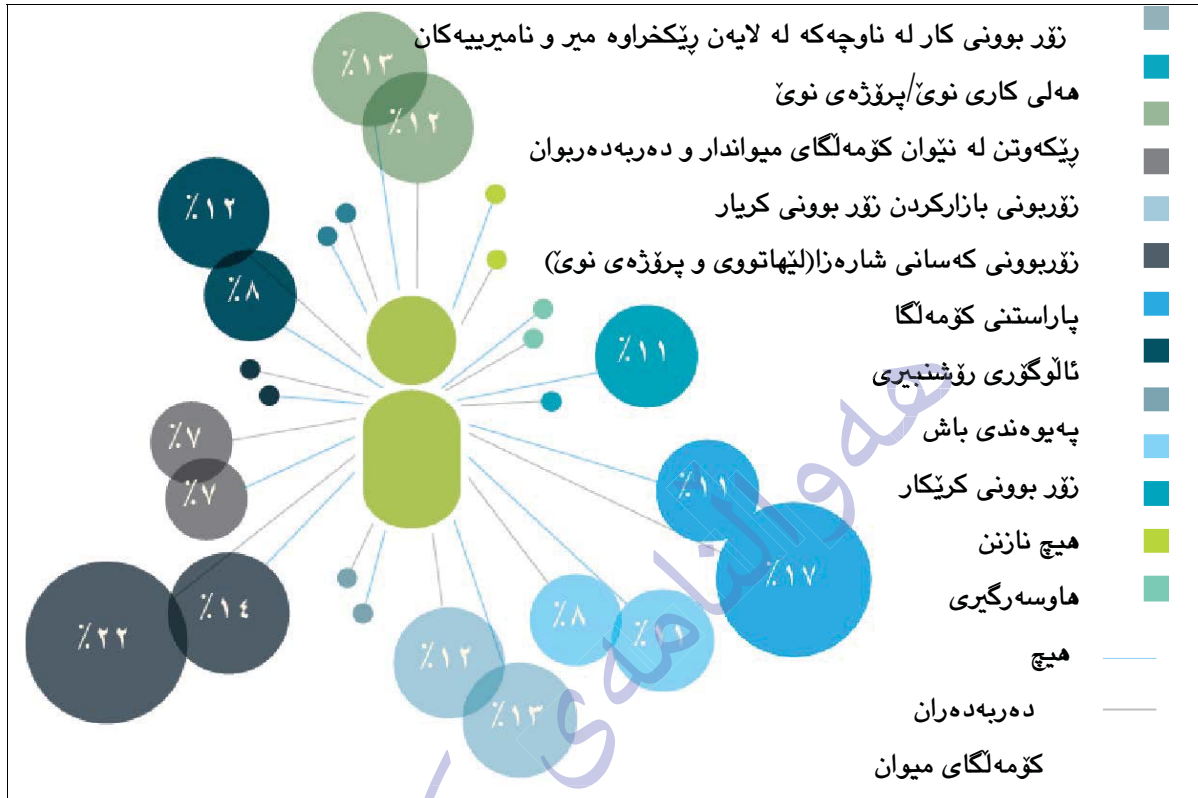 زۆر بوونی کار لە ناوچەکە لە لایەن ڕێکخراوە میر و نامیرییەکان
هەلی کاری نوێ/پرۆژەی نوێ
ڕێکەوتن لە نێوان کۆمەڵگای میواندار و دەربەدەربوان
زۆربونی بازارکردن زۆر بوونی کریار
زۆربوونی کەسانی شارەزا(لێهاتووی و پرۆژەی نوێ)
پاراستنی کۆمەڵگا
ئاڵوگۆری رۆشنبیری
پەیوەندی باش
زۆر بوونی کرێکار
هیچ نازنن
هاوسەرگیری
هیچ
دەربەدەران
کۆمەڵگای میوان
٪١٣
٪١٢
٪١٢
٪٨
٪١١
٪٧
٪٧
٪١١
٪١٧
٪٢٢
٪١٤
٪١٢
٪١٣
٪٨
٪١١
هەواڵنامەی